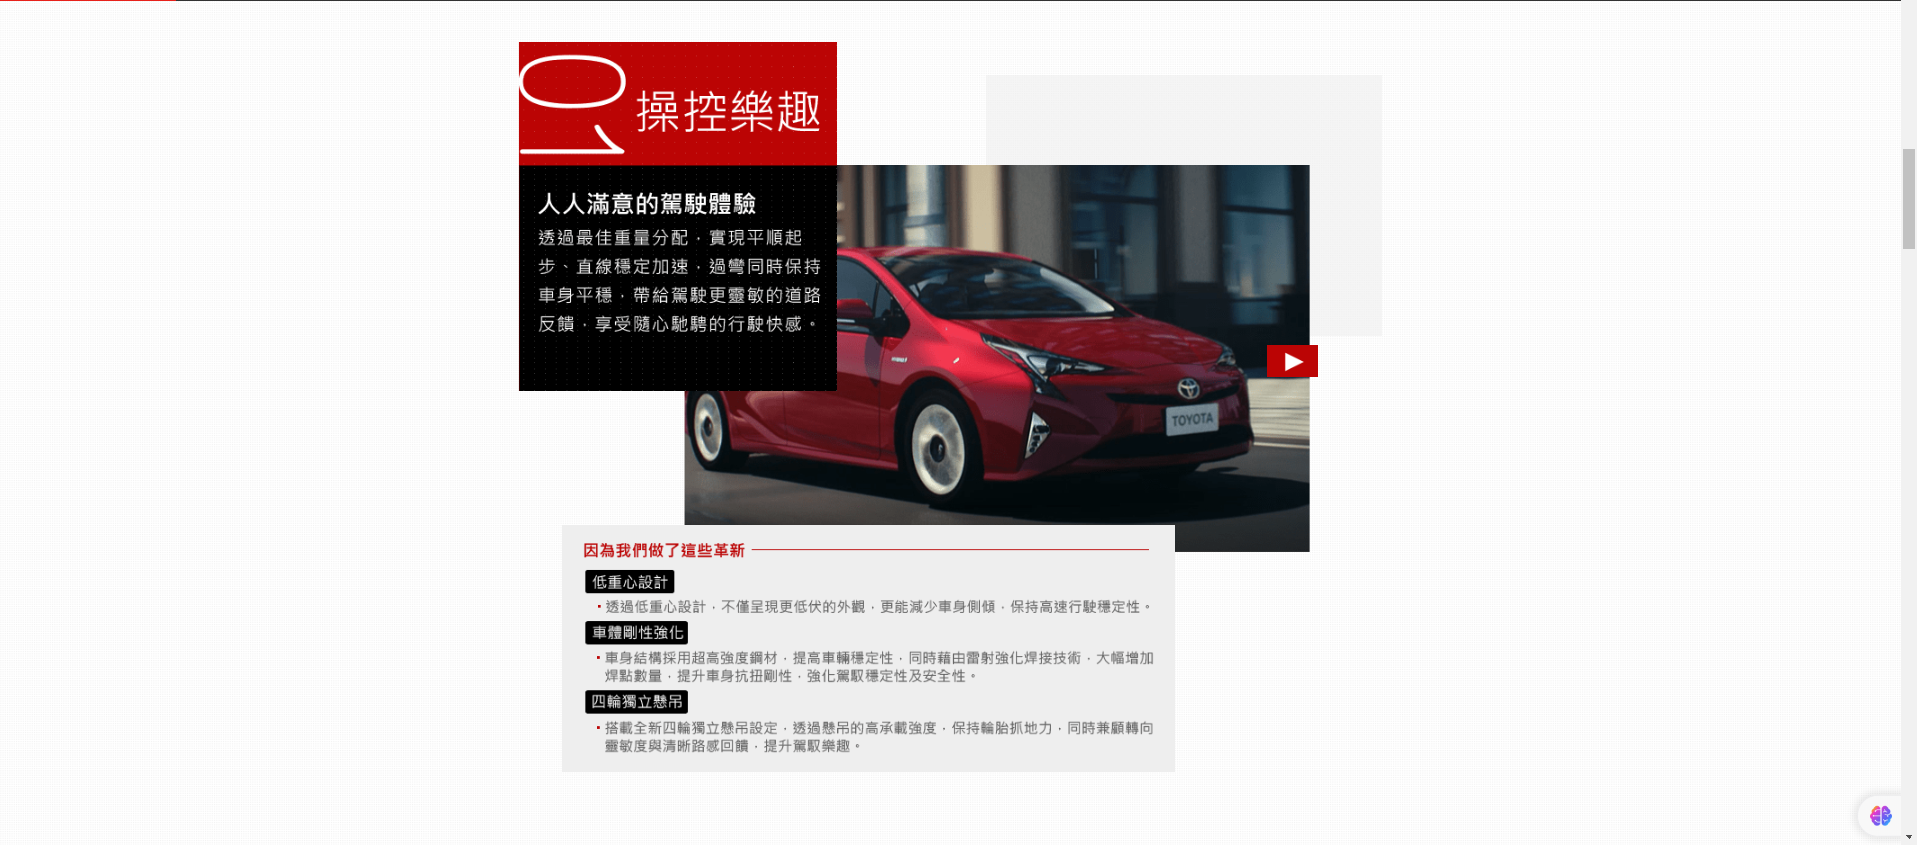 01
操控樂趣
人人滿意的駕駛體驗
透過最佳重量分配，實現平順起
步、直線穩定加速，過彎同時保持
車身平穩，帶給駕駛更靈敏的道路
反饋，享受隨心馳騁的行駛快感。
TOYOTA
因為我們做了這些革新
低重心設計
透過低重心設計，不僅呈現更低伏的外觀，更能減少車身側傾，保持高速行駛穩定性。
車體剛性強化
車身結構採用超高強度鋼材，提高車輛穩定性，同時藉由雷射強化焊接技術，大幅增加
焊點數量，提升車身抗扭剛性，強化駕馭穩定性及安全性。
四輪獨立懸吊
搭載全新四輪獨立懸吊設定，透過懸吊的高承載強度，保持輪胎抓地力，同時兼顧轉向
靈敏度與清晰路感回饋，提升駕馭樂趣。